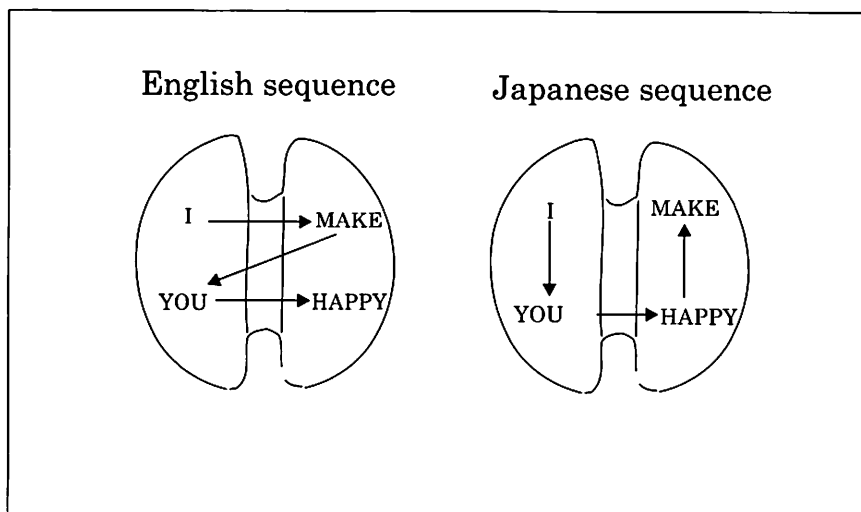 English sequence
Japanese sequence
I MAKE
YOU HAPPY
I MAKE
YOU HAPPY